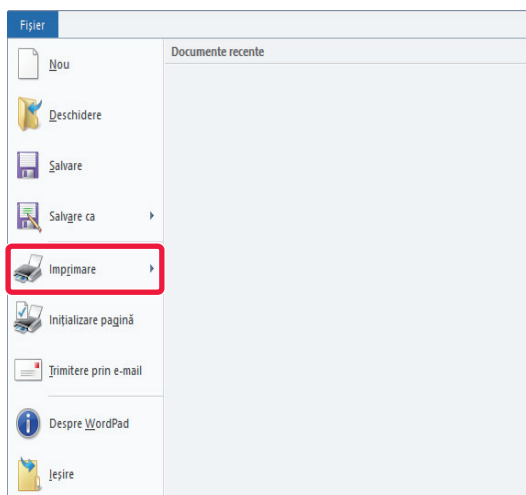 Fișier
Documente recente
Nou
Deschidere
Salvare
Salvare ca
Imprimare
Inițializare pagină
Trimitere prin e-mail
Despre WordPad
Ieșire